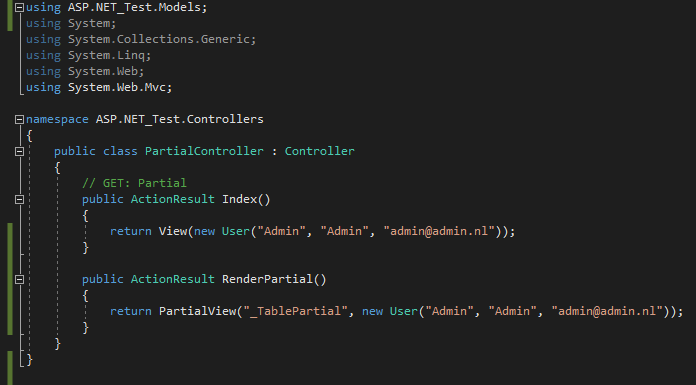 using ASP.NET_Test.Models;
using System;
using System.Collections.Generic;
using System.Linq;
using System.Web;
using System.Web.Mvc;

namespace ASP.NET_Test.Controllers
{
    public class PartialController : Controller
    {
        // GET: Partial
        public ActionResult Index()
        {
            return View(new User("Admin", "Admin", "admin@admin.nl"));
        }

        public ActionResult RenderPartial()
        {
            return PartialView("_TablePartial", new User("Admin", "Admin", "admin@admin.nl"));
        }
    }
}